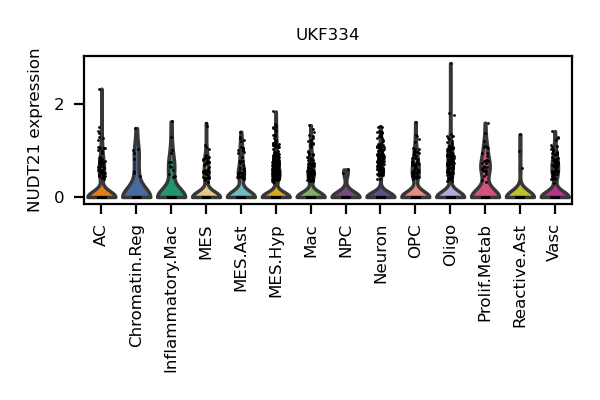 UKF334
NUDT21 expression
2
0
AC
Chromatin.Reg
Inflammatory.Mac
MES
MES.Ast
MES.Hyp
Mac
NPC
Neuron
OPC
Oligo
Prolif.Metab
Reactive.Ast
Vasc